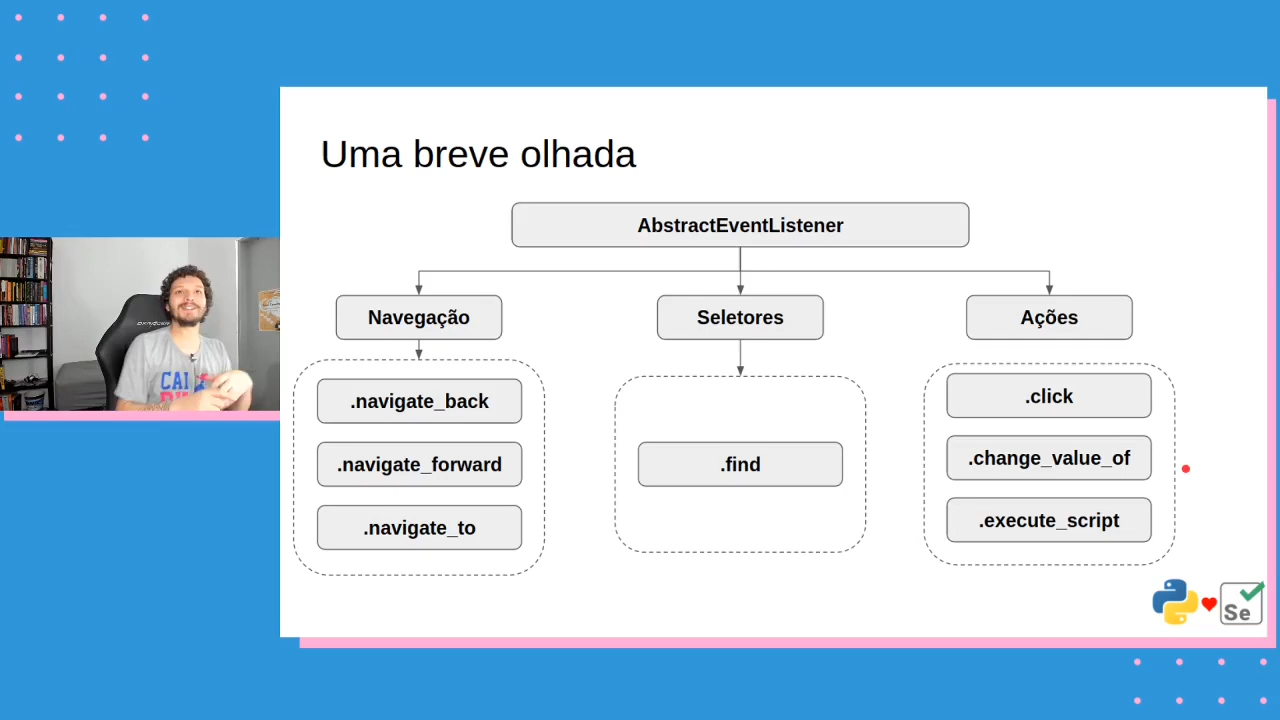 Uma breve olhada
AbstractEventListener
Navegação
Seletores
Ações
.navigate_back
.navigate_forward
.navigate_to
.find
.click
.change_value_of
.execute_script
Se